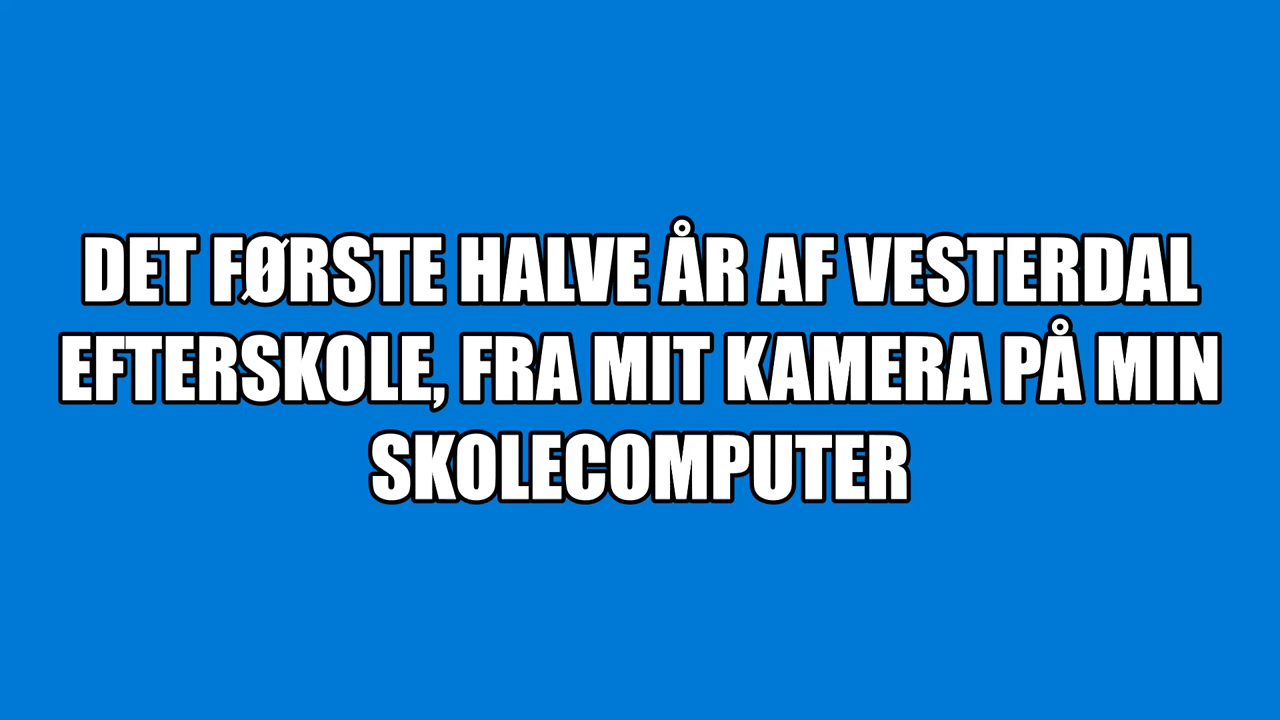 DET FØRSTE HALVE ÅR AF VESTERDAL
EFTERSKOLE, FRA MIT KAMERA PÅ MIN
SKOLECOMPUTER